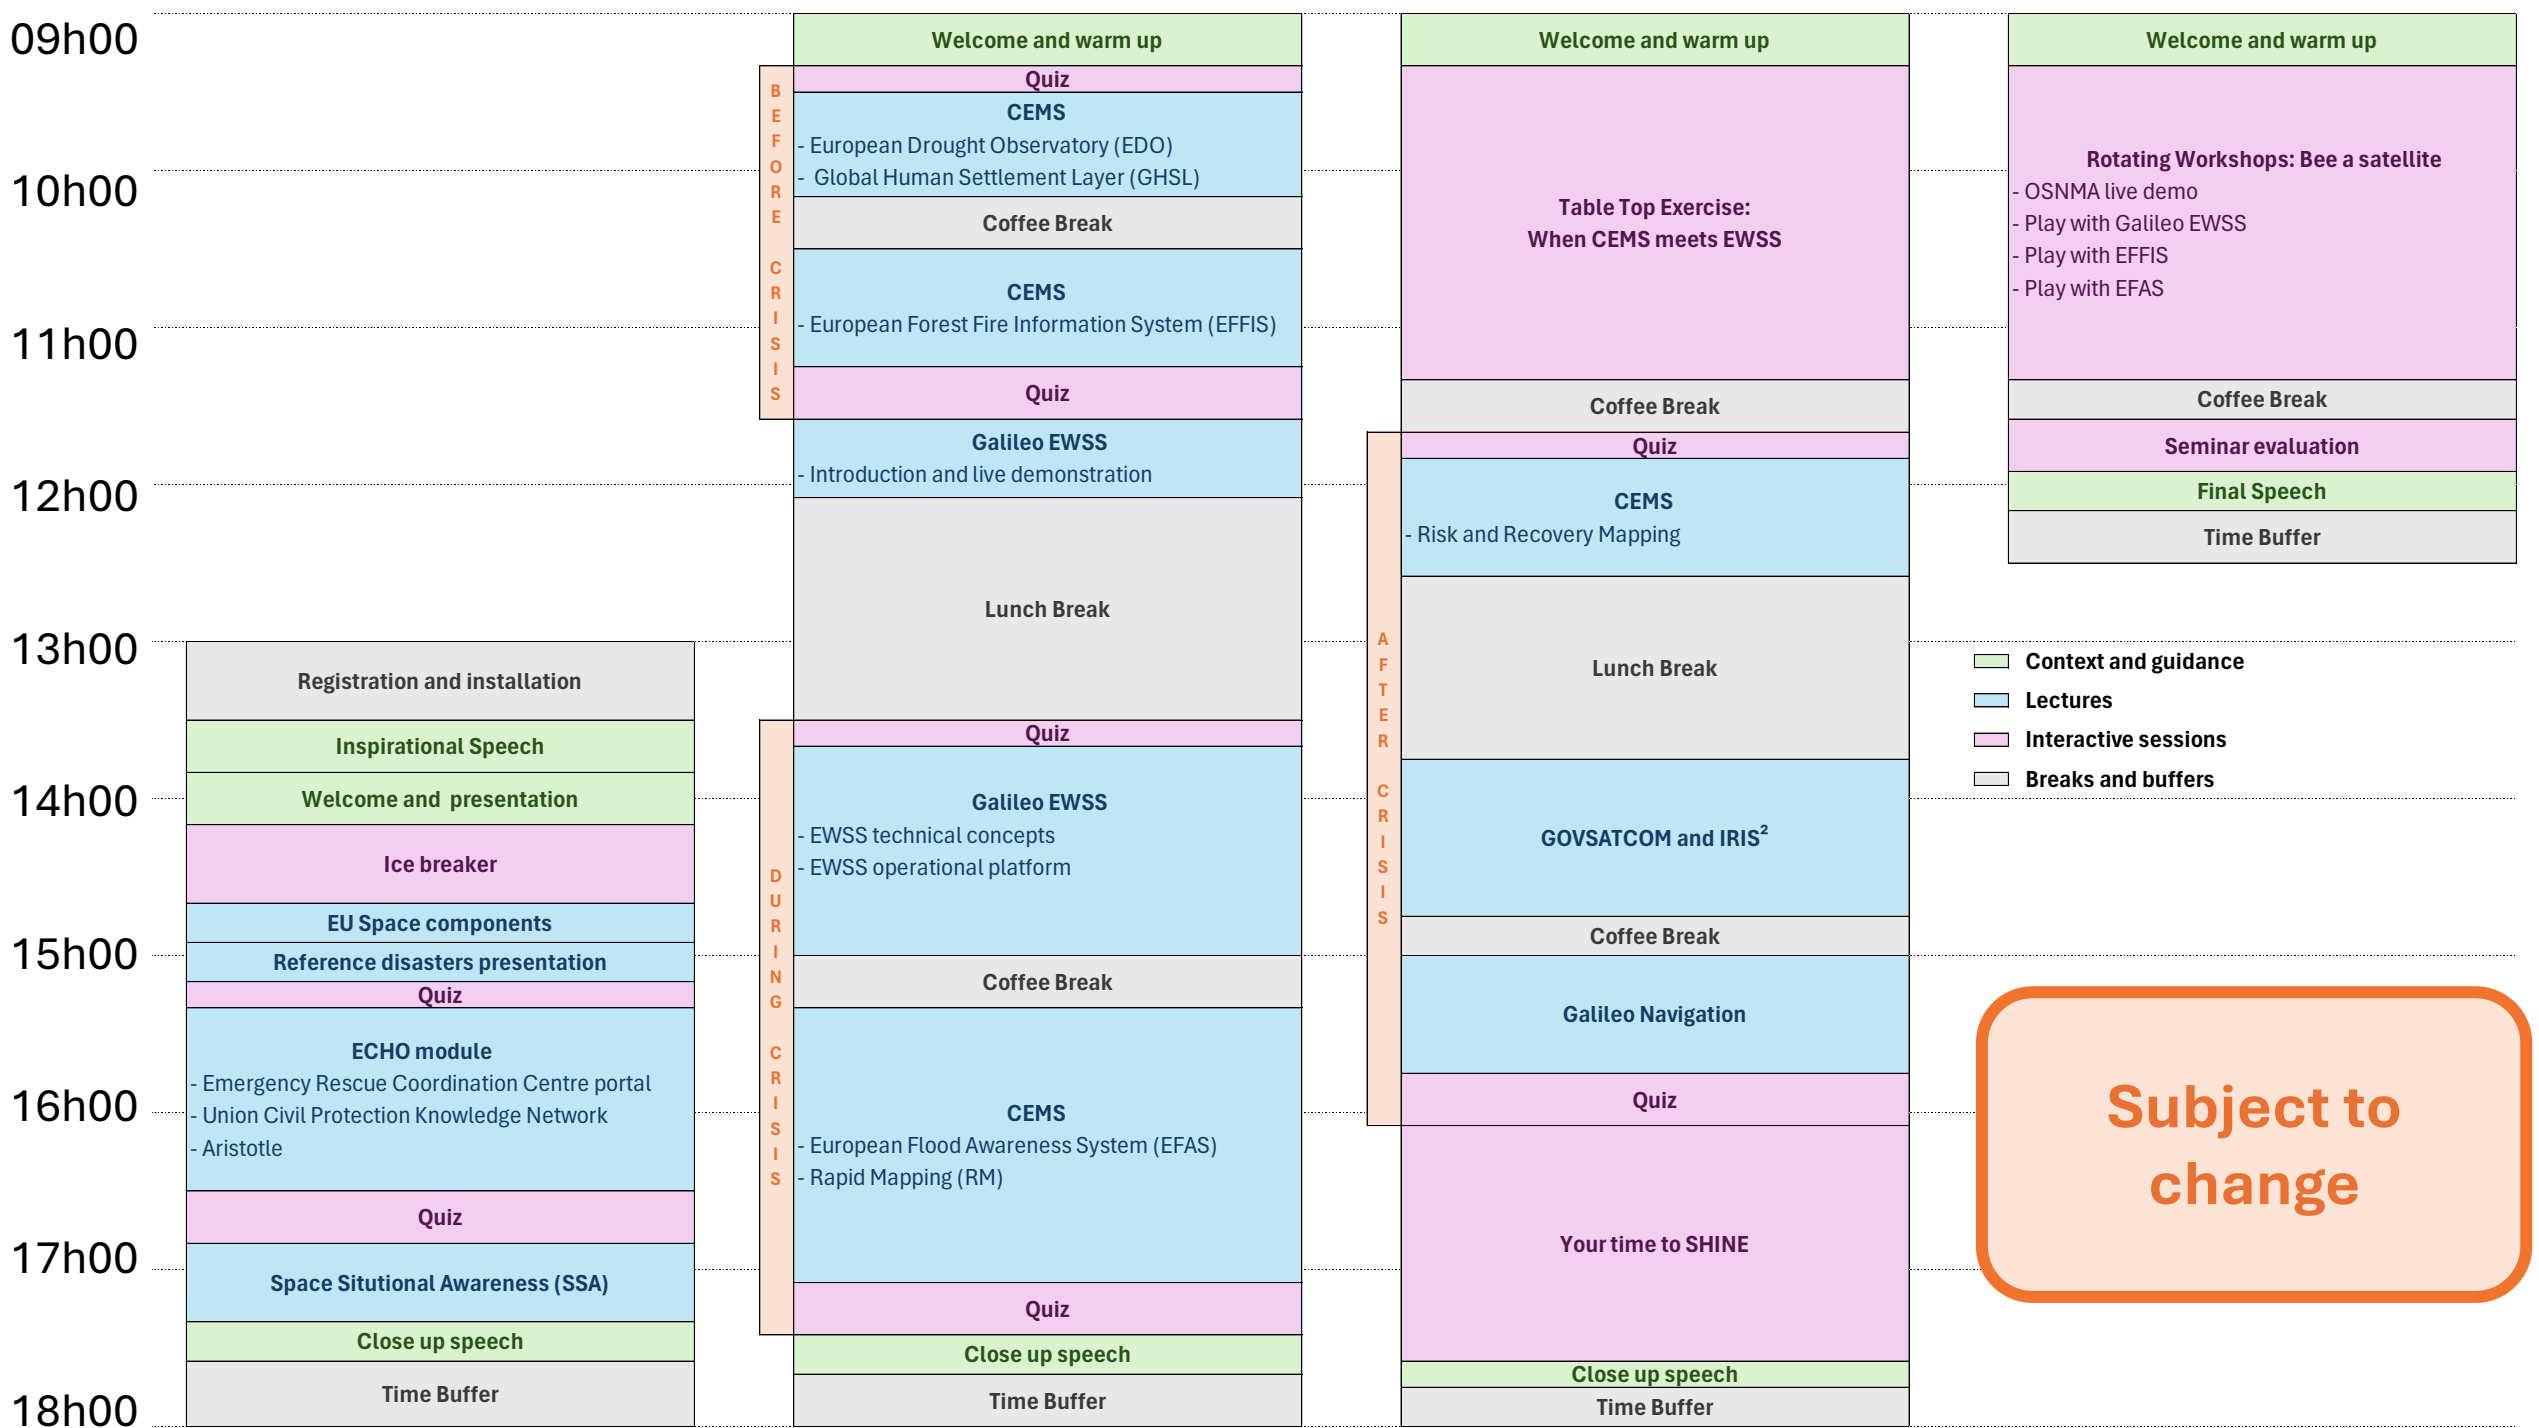 09h00
10h00
11h00
12h00
13h00
14h00
15h00
16h00
17h00
18h00
Registration and installation
Inspirational Speech
Welcome and  presentation
Ice breaker
EU Space components
Reference disasters presentation
Quiz
ECHO module
- Emergency Rescue Coordination Centre portal
- Union Civil Protection Knowledge Network
- Aristotle
Quiz
Space Situtional Awareness (SSA)
Close up speech
Time Buffer
BEFORE CRISIS
DURING CRISIS
Welcome and warm up
Quiz
CEMS
- European Drought Observatory (EDO)
-  Global Human Settlement Layer (GHSL)
Coffee Break
CEMS
- European Forest Fire Information System (EFFIS)
Quiz
Galileo EWSS
- Introduction and live demonstration
Lunch Break
Quiz
Galileo EWSS
- EWSS technical concepts
- EWSS operational platform
Coffee Break
CEMS
- European Flood Awareness System (EFAS)
- Rapid Mapping (RM)
Quiz
Close up speech
Time Buffer
AFTER CRISIS
Welcome and warm up
Table Top Exercise:
When CEMS meets EWSS
Coffee Break
Quiz
CEMS
- Risk and Recovery Mapping
Lunch Break
GOVSATCOM and IRIS²
Coffee Break
Galileo Navigation
Quiz
Your time to SHINE
Close up speech
Time Buffer
Welcome and warm up
Rotating Workshops: Bee a satellite
- OSNMA live demo
- Play with Galileo EWSS
- Play with EFFIS
- Play with EFAS
Coffee Break
Seminar evaluation
Final Speech
Time Buffer
Context and guidance
Lectures
Interactive sessions
Breaks and buffers
Subject to
change